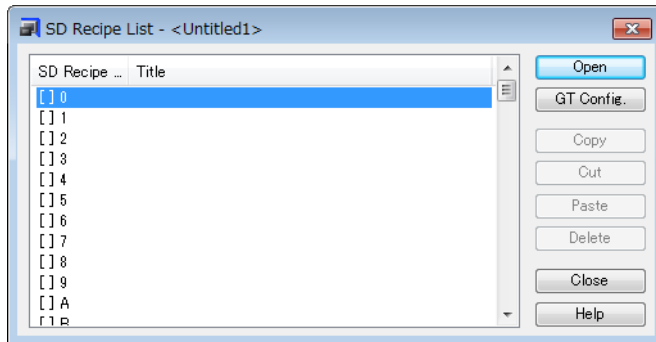 SD Recipe List - <Untitled1>
SD Recipe ... Title
[ ] 0
[ ] 1
[ ] 2
[ ] 3
[ ] 4
[ ] 5
[ ] 6
[ ] 7
[ ] 8
[ ] 9
[ ] A
[ ] B
Open
GT Config.
Copy
Cut
Paste
Delete
Close
Help